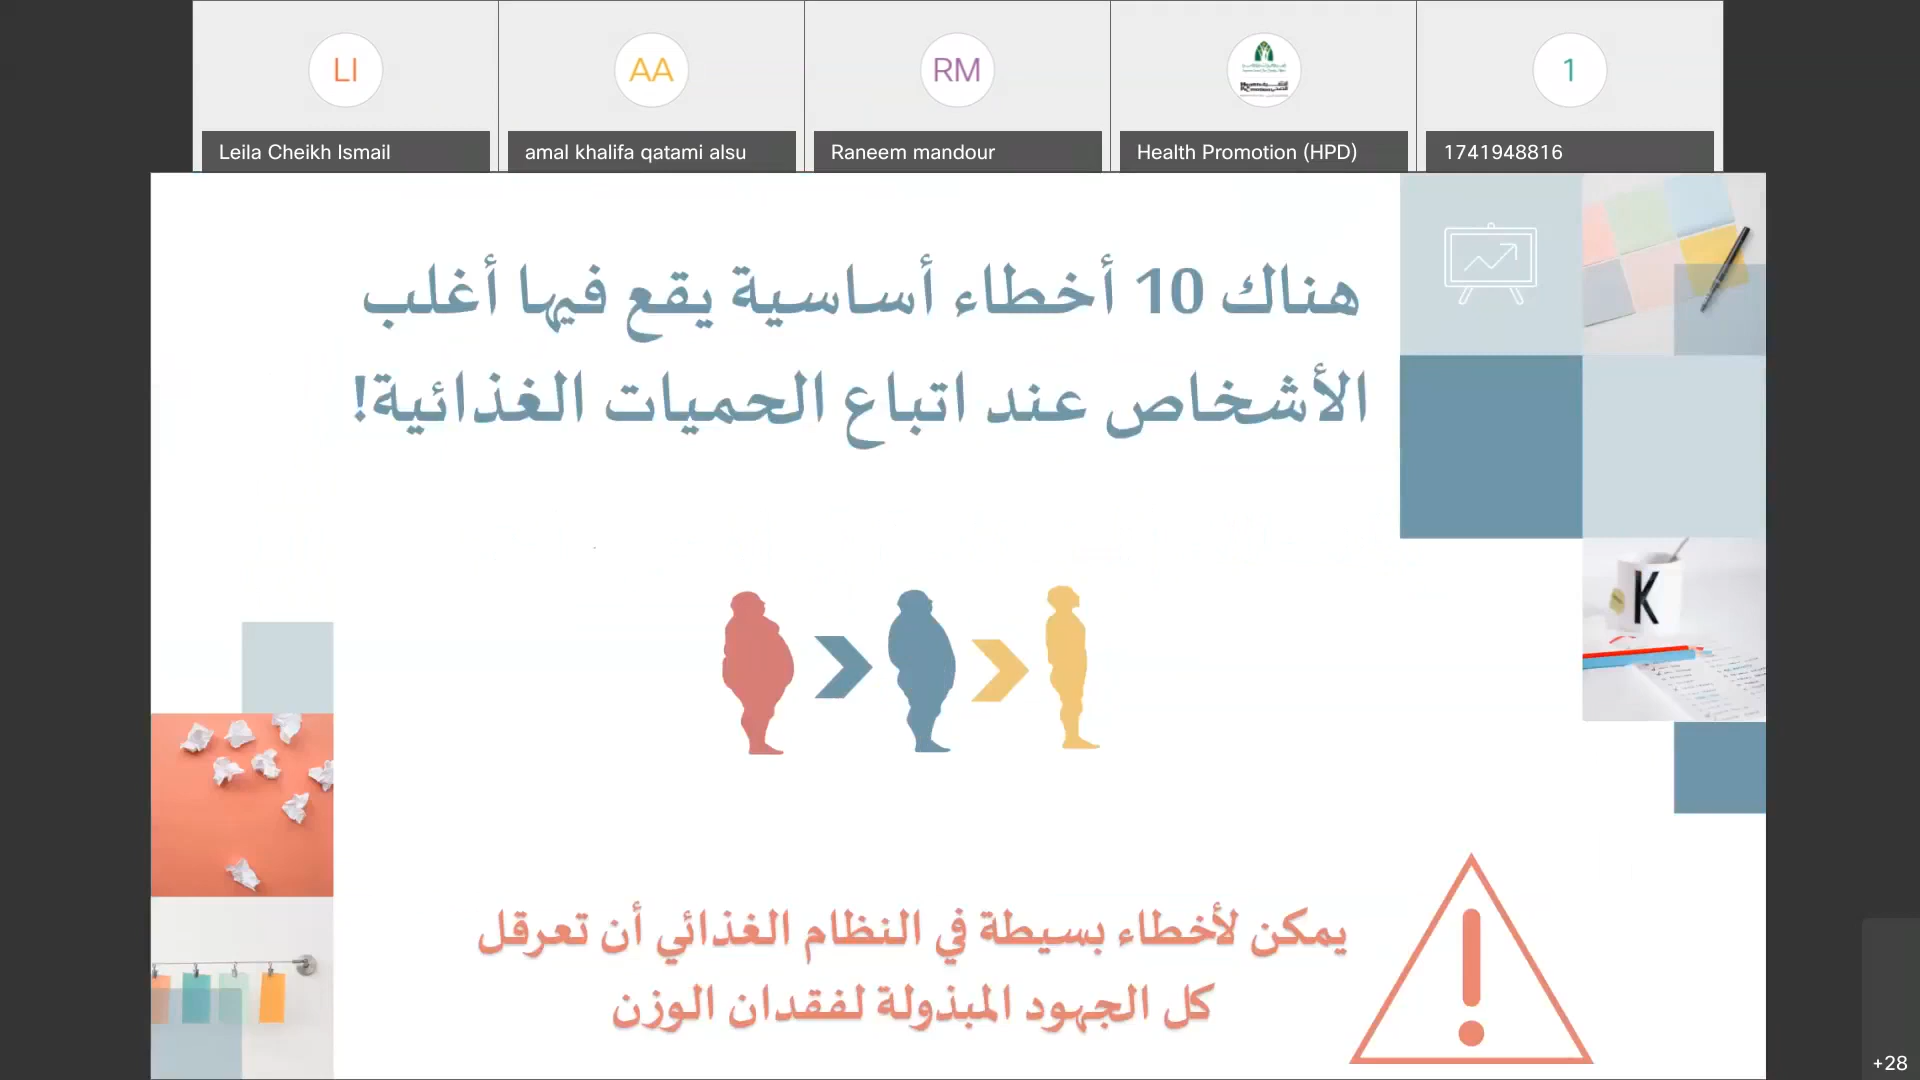 LI
AA
RM
1
Leila Cheikh Ismail
amal khalifa qatami alsu
Raneem mandour
Health Promotion (HPD)
1741948816
هناك 10 أخطاء أساسية يقع فيها أغلب
الأشخاص عند اتباع الحميات الغذائية!
K
يمكن لأخطاء بسيطة في النظام الغذائي أن تعرقل
كل الجهود المبذولة لفقدان الوزن
+28